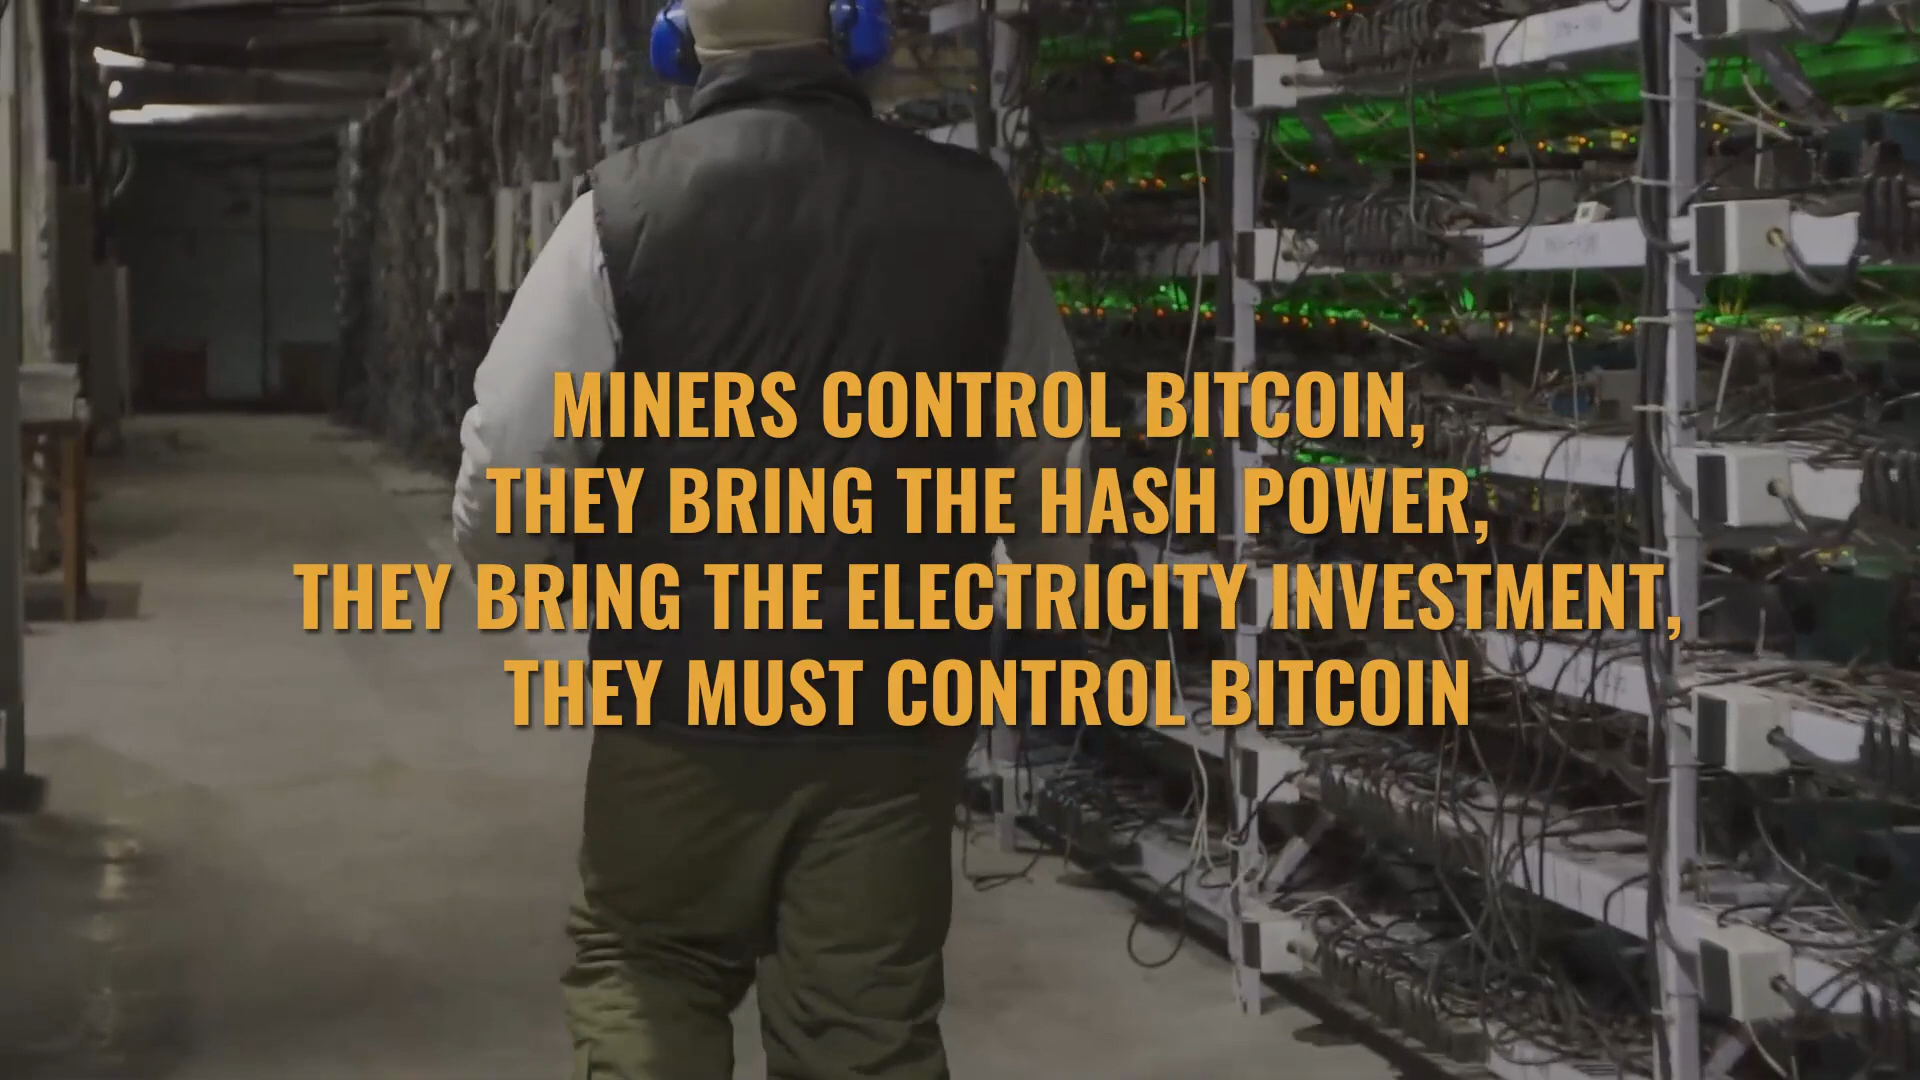 MINERS CONTROL BITCOIN,
THEY BRING THE HASH POWER,
THEY BRING THE ELECTRICITY INVESTMENT,
THEY MUST CONTROL BITCOIN